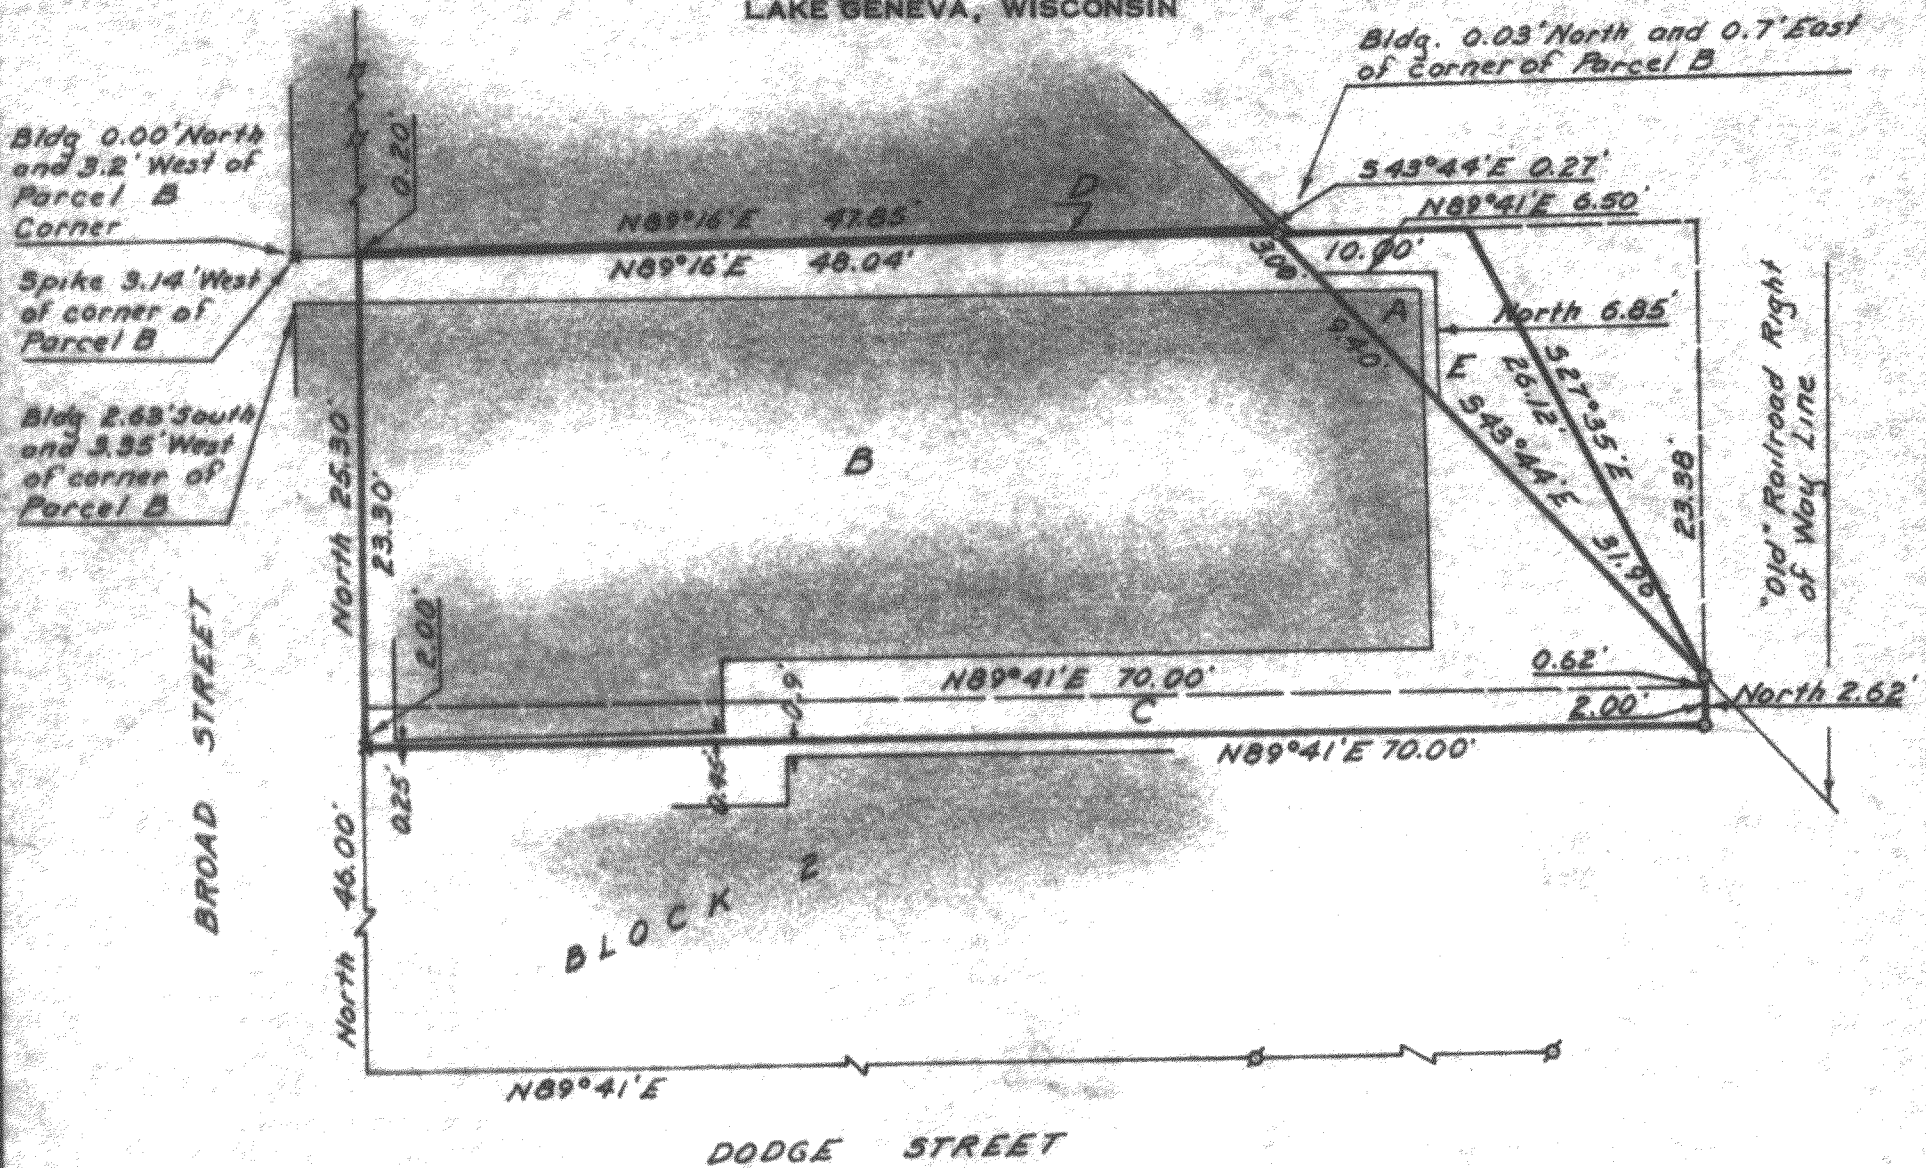 LAKE GENEVA, WISCONSIN
Bldg. 0.03' North and 0.7' East
of corner of Parcel B
Bldg 0.00' North
and 3.2' West of
Parcel B
Corner
0.20'
S43°44'E 0.27'
N89°41'E 6.50'
D
N89°16'E 47.85'
N89°16'E 48.04'
3.08'
10.00'
Spike 3.14' West
of corner of
Parcel B
A
North 6.85'
9.40'
E
S27°35'E
26.12'
S43°44'E 31.99'
Bldg 2.63' South
and 3.35' West
of corner of
Parcel B
North 25.30'
23.30'
B
23.38'
"Old" Railroad Right
of Way Line
BROAD STREET
2.00'
N89°41'E 70.00'
0.9'
0.62'
2.00'
North 2.62'
C
N89°41'E 70.00'
0.25'
0.45'
North 46.00'
BLOCK 2
N89°41'E
DODGE STREET